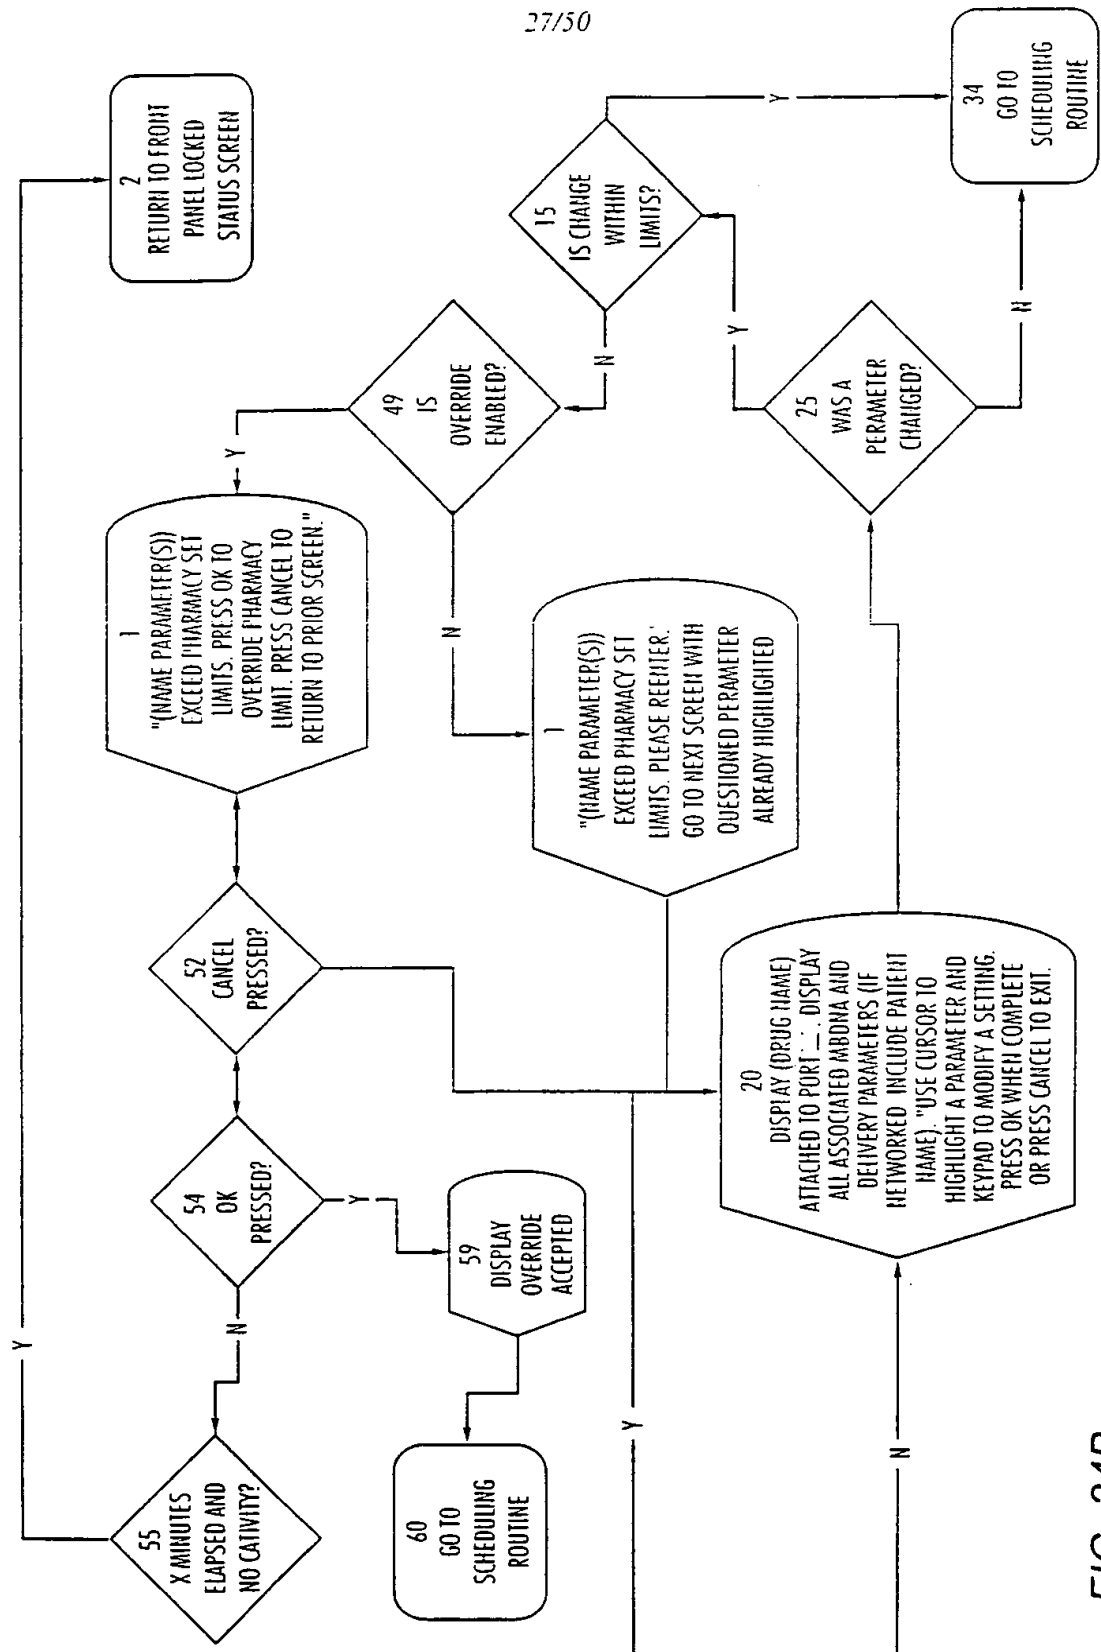 27/50
2
RETURN TO FRONT
PANEL LOCKED
STATUS SCREEN
Y
34
GO TO
SCHEDULING
ROUTINE
Y
15
IS CHANGE
WITHIN
LIMITS?
N
Y
N
49
IS
OVERRIDE
ENABLED?
Y
N
25
WAS A
PERAMETER
CHANGED?
1
"(NAME PARAMETER(S))
EXCEED PHARMACY SET
LIMITS. PRESS OK TO
OVERRIDE PHARMACY
LIMIT. PRESS CANCEL TO
RETURN TO PRIOR SCREEN."
1
"(NAME PARAMETER(S))
EXCEED PHARMACY SET
LIMITS. PLEASE REENTER.'
GO TO NEXT SCREEN WITH
QUESTIONED PERAMETER
ALREADY HIGHLIGHTED
52
CANCEL
PRESSED?
54
OK
PRESSED?
Y
N
59
DISPLAY
OVERRIDE
ACCEPTED
20
DISPLAY (DRUG NAME)
ATTACHED TO PORT __. DISPLAY
ALL ASSOCIATED MBDNA AND
DELIVERY PARAMETERS (IF
NETWORKED INCLUDE PATIENT
NAME). "USE CURSOR TO
HIGHLIGHT A PARAMETER AND
KEYPAD TO MODIFY A SETTING.
PRESS OK WHEN COMPLETE
OR PRESS CANCEL TO EXIT.
55
X MINUTES
ELAPSED AND
NO CATIVITY?
60
GO TO
SCHEDULING
ROUTINE
Y
N